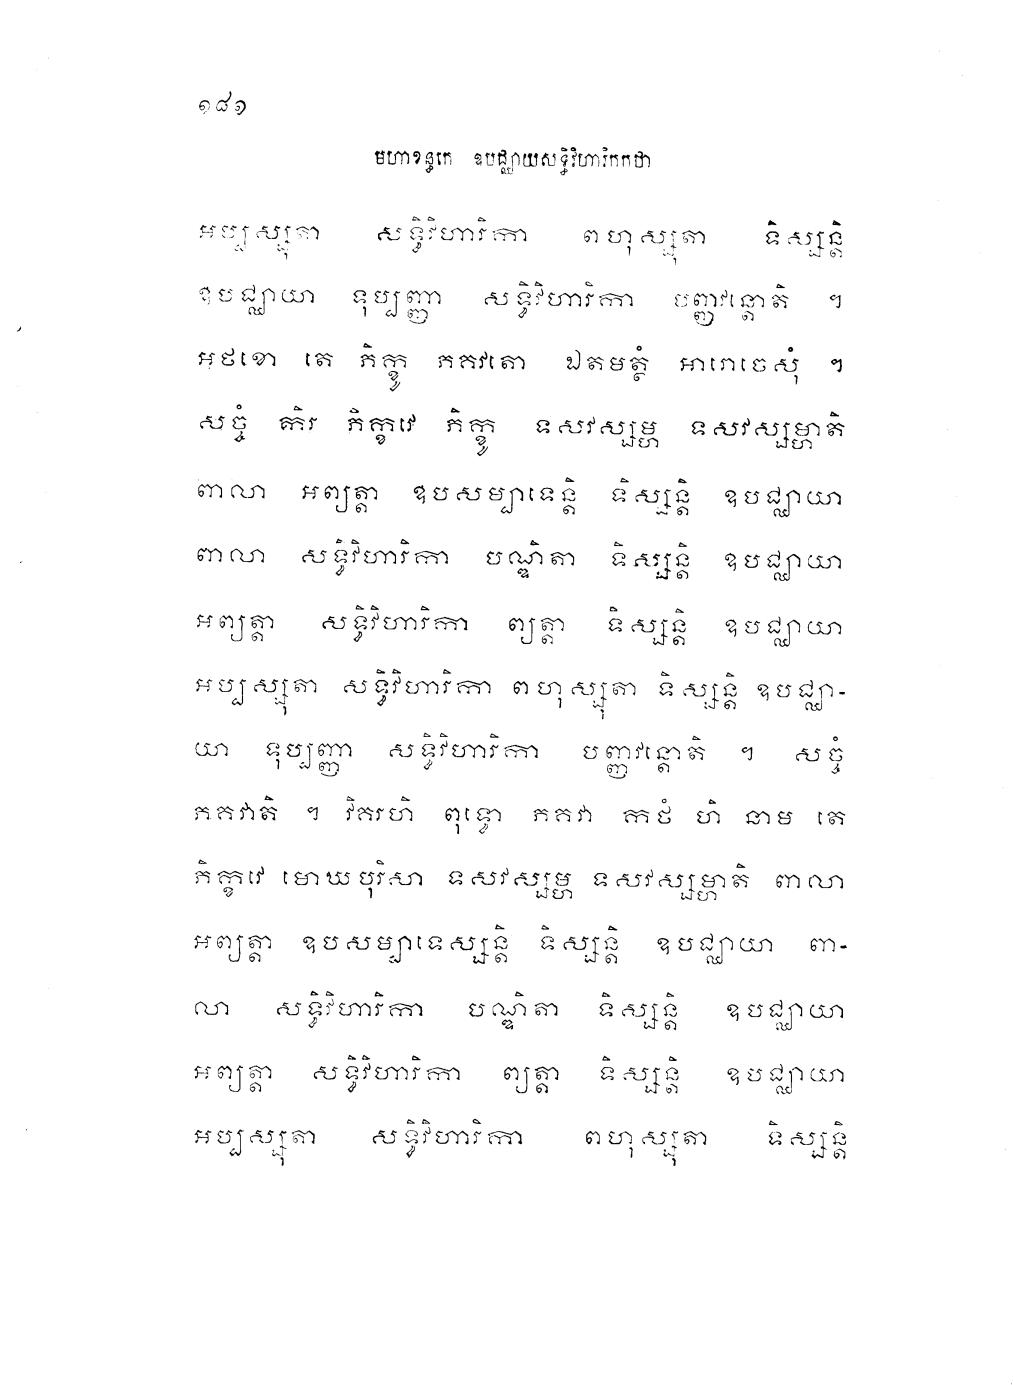 ១៨១
មហាខន្ធកេ ឧបជ្ឈាយសទ្ធិវិហារិកកថា
អប្បស្សុតា សទ្ធិវិហារិកា ពហុស្សុតា ទិស្សន្តិ
ឧបជ្ឈាយា ទុប្បញ្ញា សទ្ធិវិហារិកា បញ្ញវន្តោតិ ។
អថខោ តេ ភិក្ខូ ភគវតោ ឯតមត្ថំ អារោចេសុំ ។
សច្ចំ កិរ ភិក្ខវេ ភិក្ខូ ទសវស្សម្ហ ទសវស្សម្ហាតិ
ពាលា អព្យត្តា ឧបសម្បាទេន្តិ ទិស្សន្តិ ឧបជ្ឈាយា
ពាលា សទ្ធិវិហារិកា បណ្ឌិតា ទិស្សន្តិ ឧបជ្ឈាយា
អព្យត្តា សទ្ធិវិហារិកា ព្យត្តា ទិស្សន្តិ ឧបជ្ឈាយា
អប្បស្សុតា សទ្ធិវិហារិកា ពហុស្សុតា ទិស្សន្តិ ឧបជ្ឈា-
យា ទុប្បញ្ញា សទ្ធិវិហារិកា បញ្ញវន្តោតិ ។ សច្ចំ
ភគវាតិ ។ វិគរហិ ពុទ្ធោ ភគវា កថំ ហិ នាម តេ
ភិក្ខវេ មោឃបុរិសា ទសវស្សម្ហ ទសវស្សម្ហាតិ ពាលា
អព្យត្តា ឧបសម្បាទេស្សន្តិ ទិស្សន្តិ ឧបជ្ឈាយា ពា-
លា សទ្ធិវិហារិកា បណ្ឌិតា ទិស្សន្តិ ឧបជ្ឈាយា
អព្យត្តា សទ្ធិវិហារិកា ព្យត្តា ទិស្សន្តិ ឧបជ្ឈាយា
អប្បស្សុតា សទ្ធិវិហារិកា ពហុស្សុតា ទិស្សន្តិ